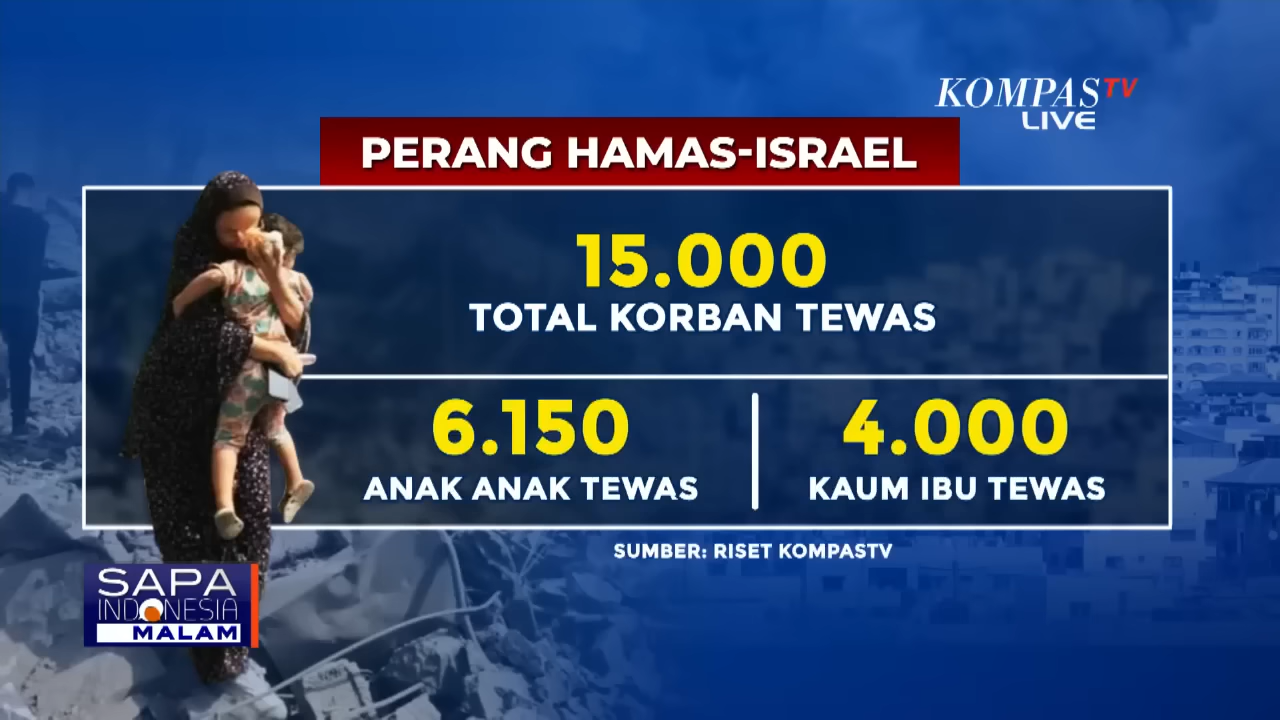 KOMPASTV
LIVE
PERANG HAMAS-ISRAEL
15.000
TOTAL KORBAN TEWAS
6.150
ANAK ANAK TEWAS
4.000
KAUM IBU TEWAS
SUMBER: RISET KOMPASTV
SAPA
INDONESIA
MALAM